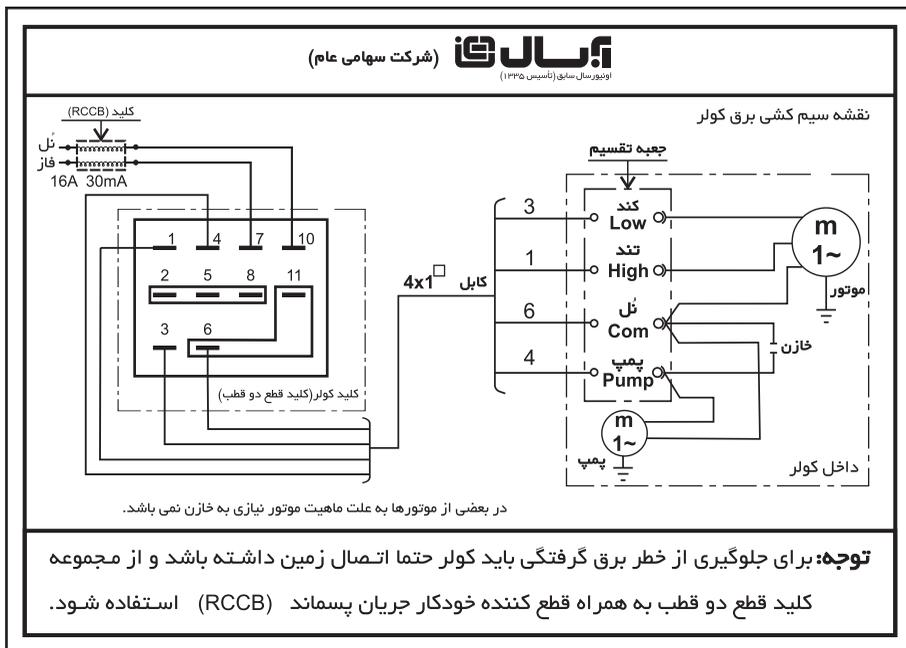 آبسال (شرکت سهامی عام)
اونیورسال سابق (تأسیس ۱۳۳۵)
نقشه سیم کشی برق کولر
کلید (RCCB)
نُل
فاز
16A 30mA
1 4 7 10
2 5 8 11
3 6
کلید کولر(کلید قطع دو قطب)
4x1□ کابل
جعبه تقسیم
3
کند
Low
1
تند
High
6
نُل
Com
4
پمپ
Pump
m
1~
موتور
خازن
m
1~
پمپ
داخل کولر
در بعضی از موتورها به علت ماهیت موتور نیازی به خازن نمی باشد.
توجه: برای جلوگیری از خطر برق گرفتگی باید کولر حتما اتصال زمین داشته باشد و از مجموعه
کلید قطع دو قطب به همراه قطع کننده خودکار جریان پسماند (RCCB) استفاده شود.